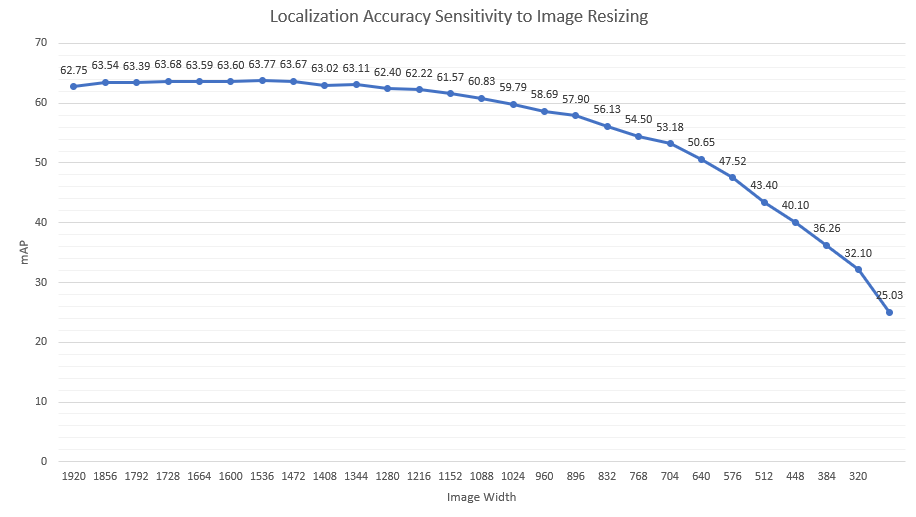 Localization Accuracy Sensitivity to Image Resizing
70
60
50
40
30
20
10
0
mAP
62.75 63.54 63.39 63.68 63.59 63.60 63.77 63.67 63.02 63.11 62.40 62.22 61.57 60.83 59.79 58.69 57.90 56.13 54.50 53.18 50.65 47.52 43.40 40.10 36.26 32.10 25.03
1920 1856 1792 1728 1664 1600 1536 1472 1408 1344 1280 1216 1152 1088 1024 960 896 832 768 704 640 576 512 448 384 320
Image Width